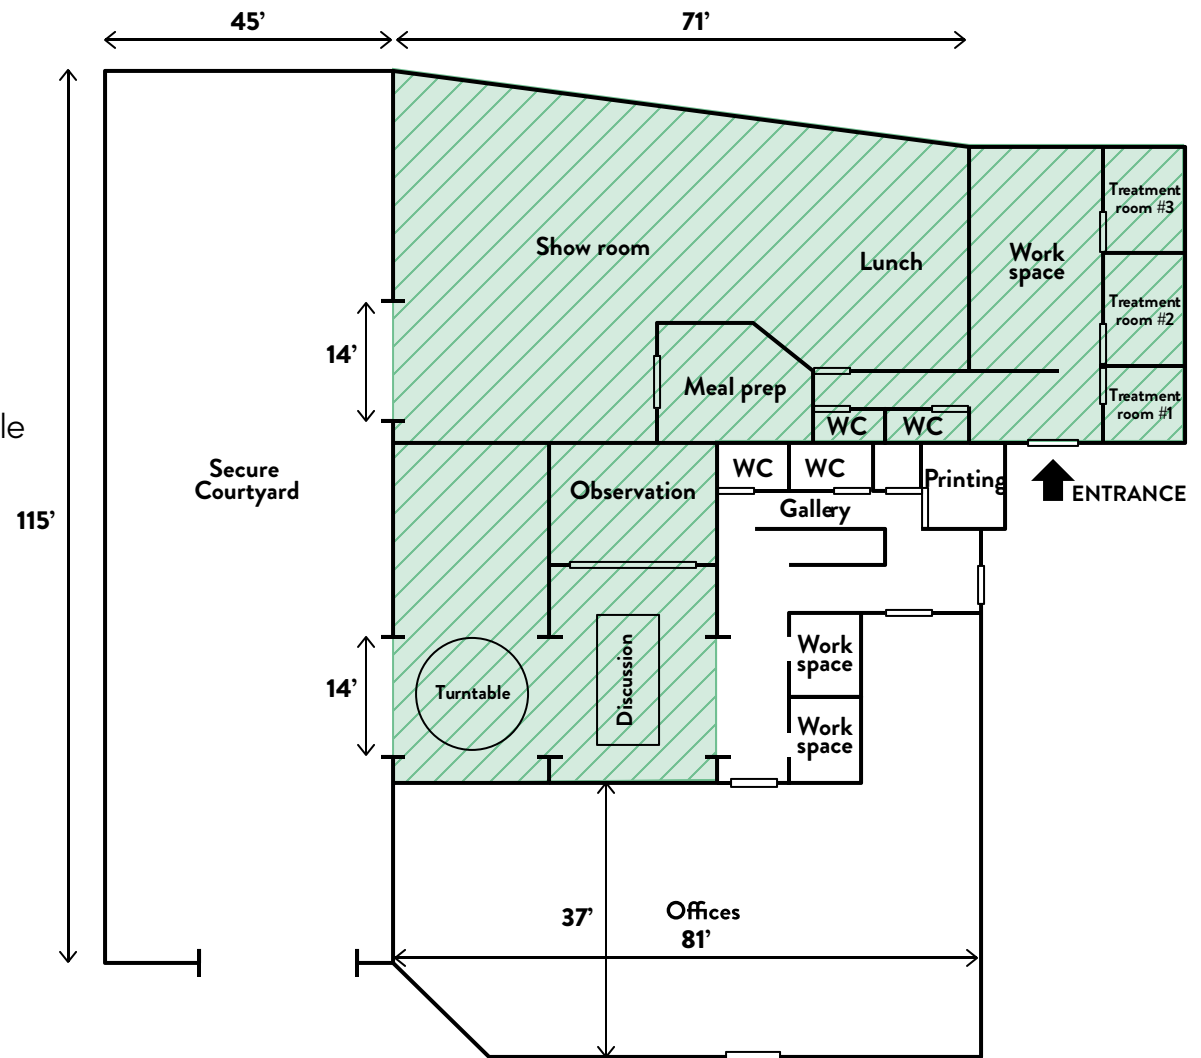 45’
71’
Treatment
room #3
Show room
Lunch
Work
space
Treatment
room #2
14’
Meal prep
Treatment
room #1
le
WC
WC
Secure
Courtyard
WC
WC
Printing
Observation
ENTRANCE
Gallery
115’
Work
space
Discussion
14’
Turntable
Work
space
37’
Offices
81’